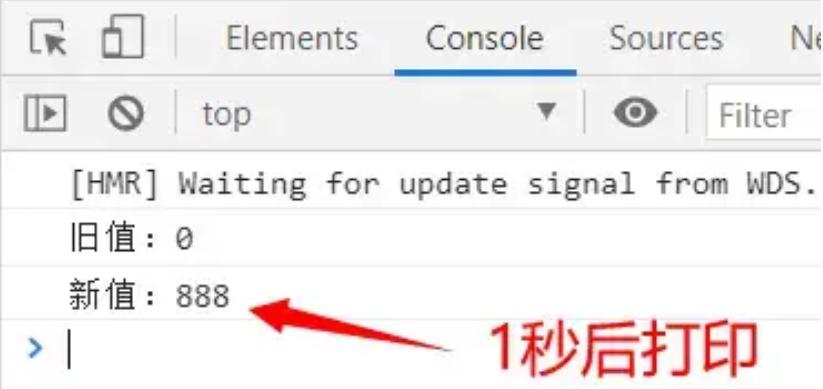 Elements Console Sources Ne
top Filter
[HMR] Waiting for update signal from WDS.
旧值：0
新值：888
1秒后打印